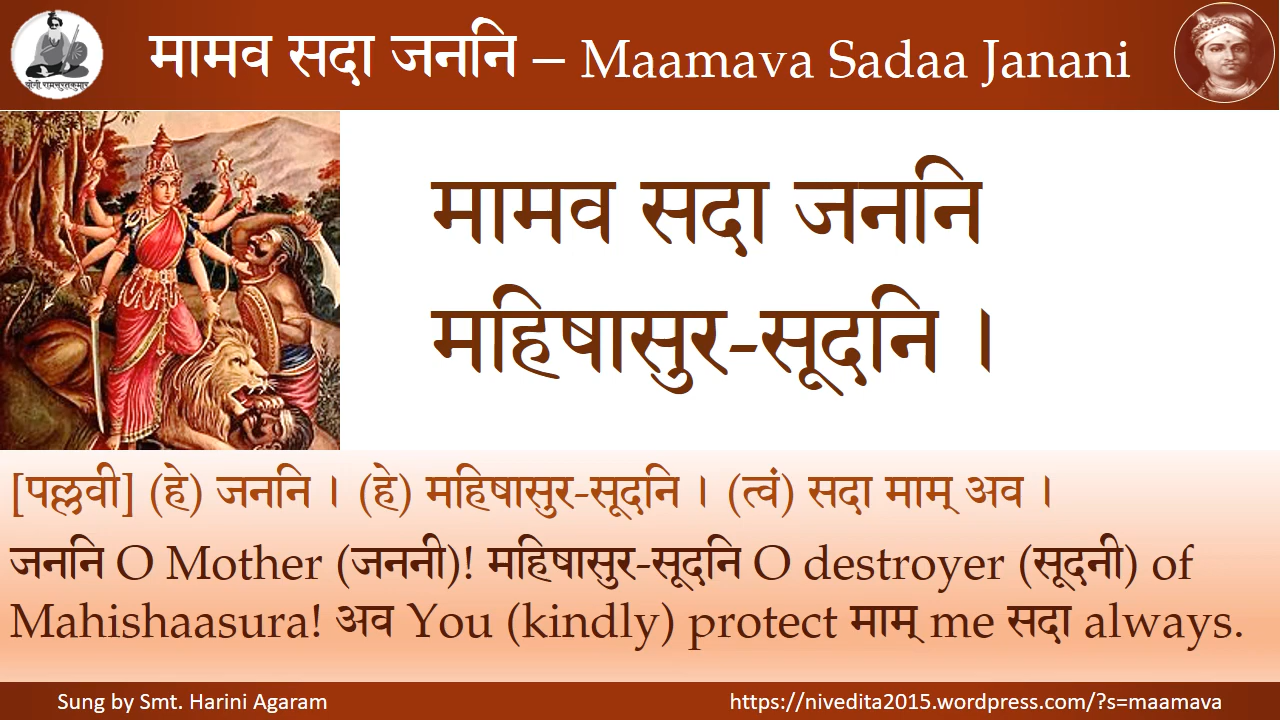 योगी रामसुरतकुमार
मामव सदा जननि – Maamava Sadaa Janani
मामव सदा जननि
महिषासुर-सूदनि ।
[पल्लवी] (हे) जननि । (हे) महिषासुर-सूदनि । (त्वं) सदा माम् अव ।
जननि O Mother (जननी)! महिषासुर-सूदनि O destroyer (सूदनी) of
Mahishaasura! अव You (kindly) protect माम् me सदा always.
Sung by Smt. Harini Agaram
https://nivedita2015.wordpress.com/?s=maamava